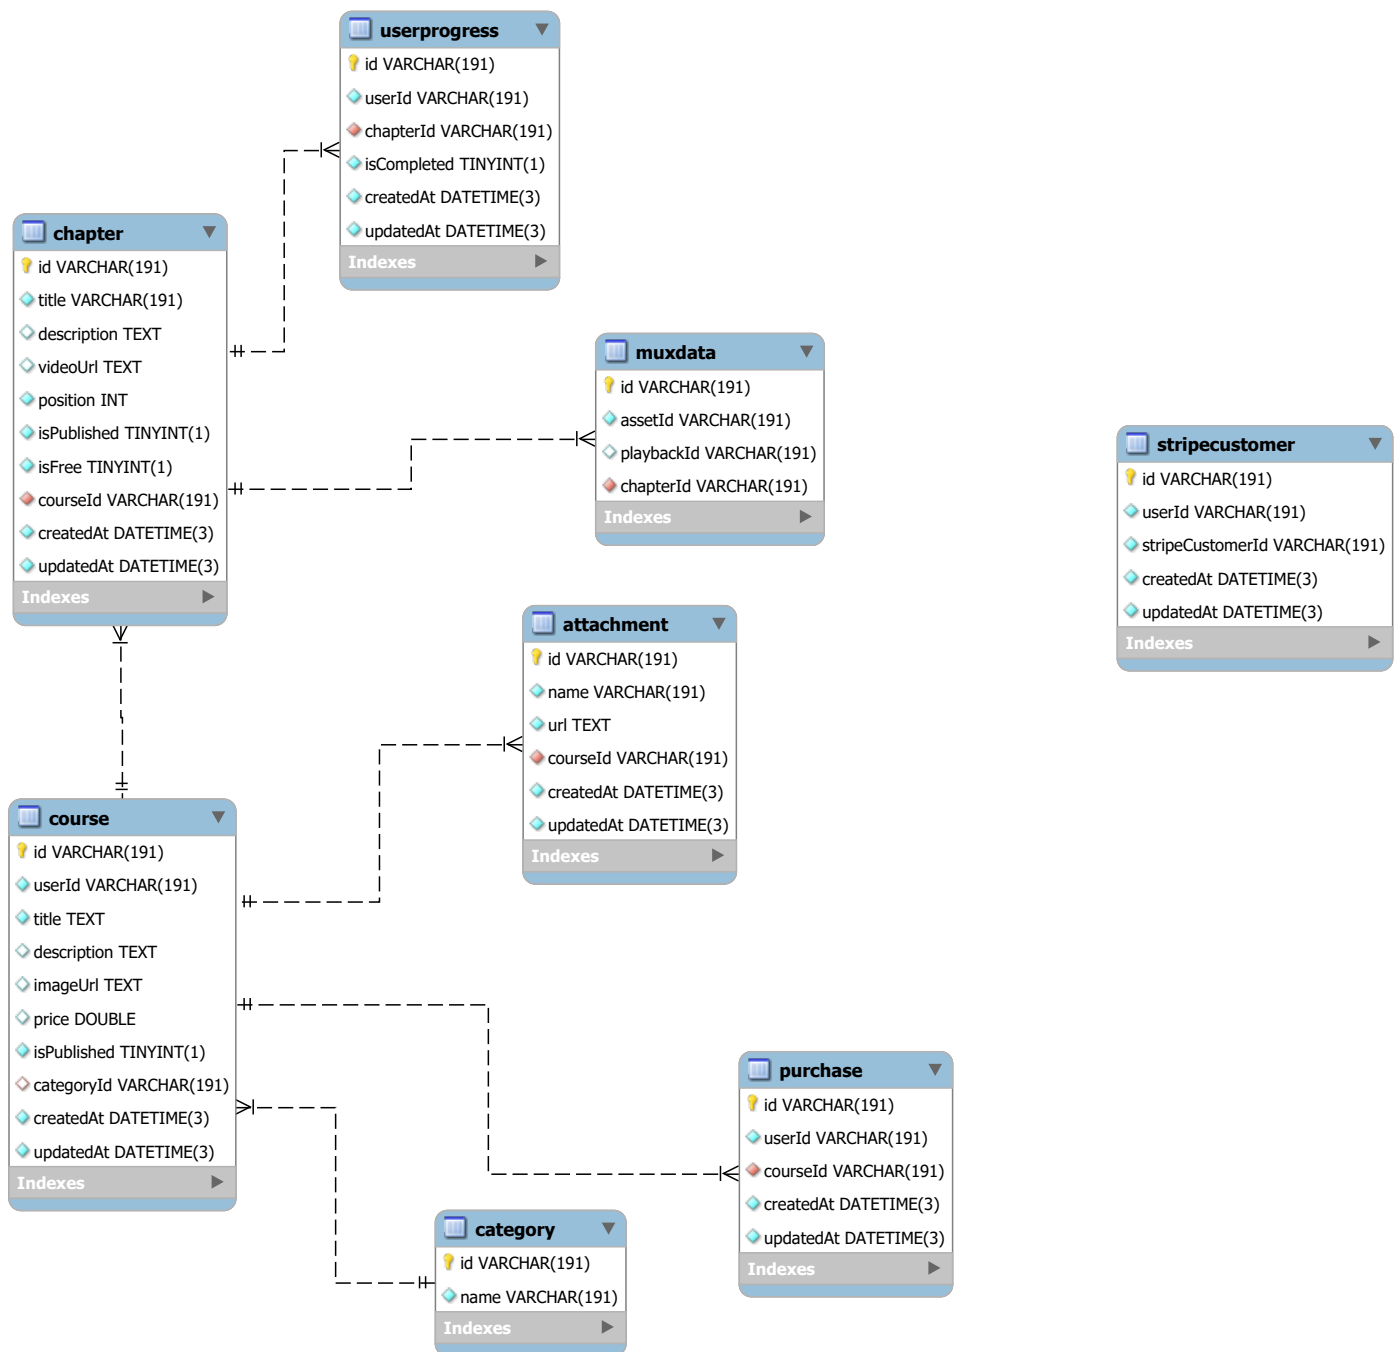 userprogress
id VARCHAR(191)
userId VARCHAR(191)
chapterId VARCHAR(191)
isCompleted TINYINT(1)
createdAt DATETIME(3)
updatedAt DATETIME(3)
Indexes
chapter
id VARCHAR(191)
title VARCHAR(191)
description TEXT
videoUrl TEXT
position INT
isPublished TINYINT(1)
isFree TINYINT(1)
courseId VARCHAR(191)
createdAt DATETIME(3)
updatedAt DATETIME(3)
Indexes
muxdata
id VARCHAR(191)
assetId VARCHAR(191)
playbackId VARCHAR(191)
chapterId VARCHAR(191)
Indexes
stripecustomer
id VARCHAR(191)
userId VARCHAR(191)
stripeCustomerId VARCHAR(191)
createdAt DATETIME(3)
updatedAt DATETIME(3)
Indexes
attachment
id VARCHAR(191)
name VARCHAR(191)
url TEXT
courseId VARCHAR(191)
createdAt DATETIME(3)
updatedAt DATETIME(3)
Indexes
course
id VARCHAR(191)
userId VARCHAR(191)
title TEXT
description TEXT
imageUrl TEXT
price DOUBLE
isPublished TINYINT(1)
categoryId VARCHAR(191)
createdAt DATETIME(3)
updatedAt DATETIME(3)
Indexes
purchase
id VARCHAR(191)
userId VARCHAR(191)
courseId VARCHAR(191)
createdAt DATETIME(3)
updatedAt DATETIME(3)
Indexes
category
id VARCHAR(191)
name VARCHAR(191)
Indexes